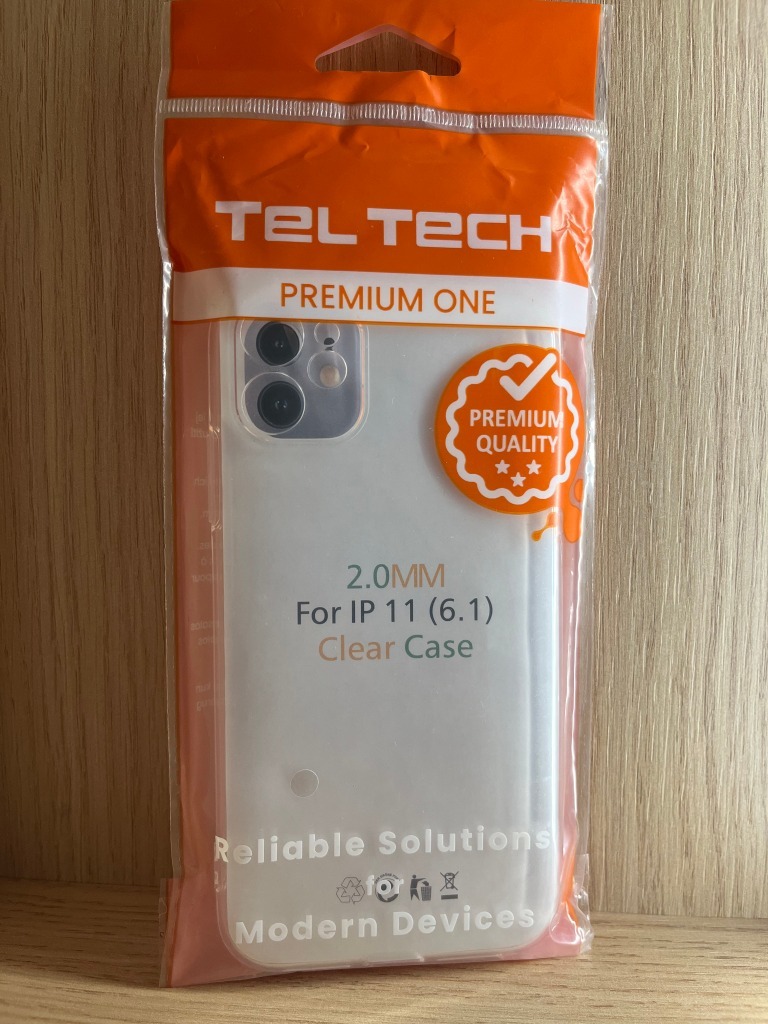 TEL TECH
PREMIUM ONE
PREMIUM
QUALITY
2.0MM
For IP 11 (6.1)
Clear Case
Reliable Solutions
for
Modern Devices